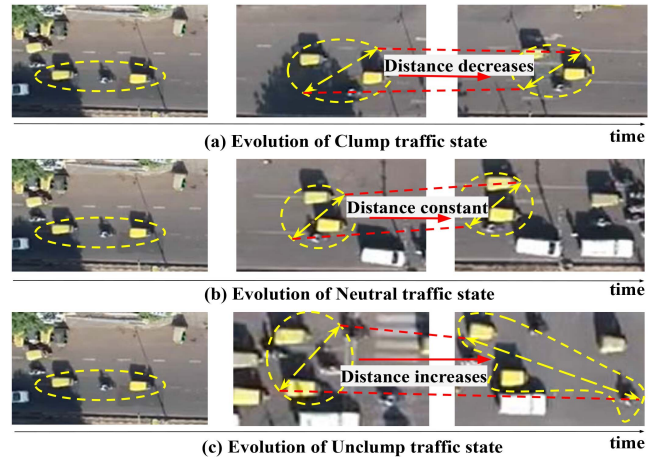 Distance decreases
time
(a) Evolution of Clump traffic state
Distance constant
time
(b) Evolution of Neutral traffic state
Distance increases
time
(c) Evolution of Unclump traffic state